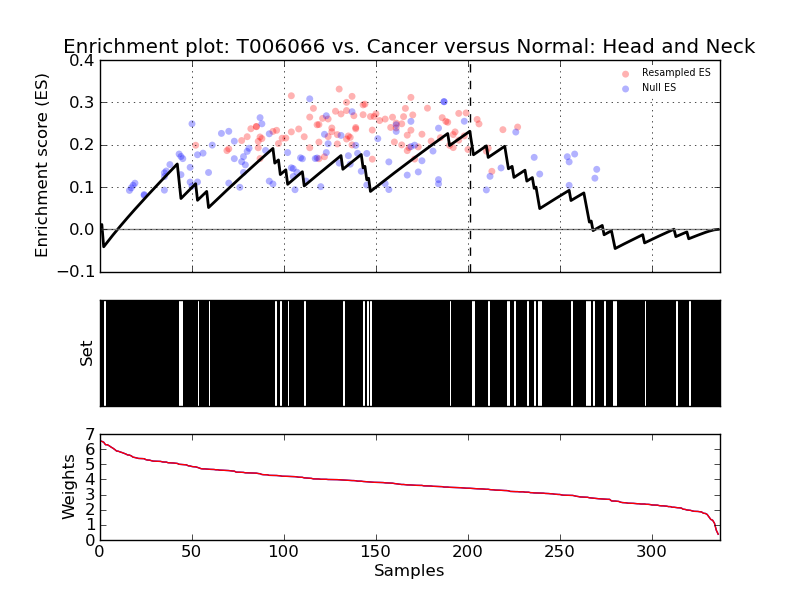 Enrichment plot: T006066 vs. Cancer versus Normal: Head and Neck
0.4
0.3
0.2
0.1
0.0
−0.1
Enrichment score (ES)
Resampled ES
Null ES
Set
7
6
5
4
3
2
1
0
Weights
0 50 100 150 200 250 300
Samples